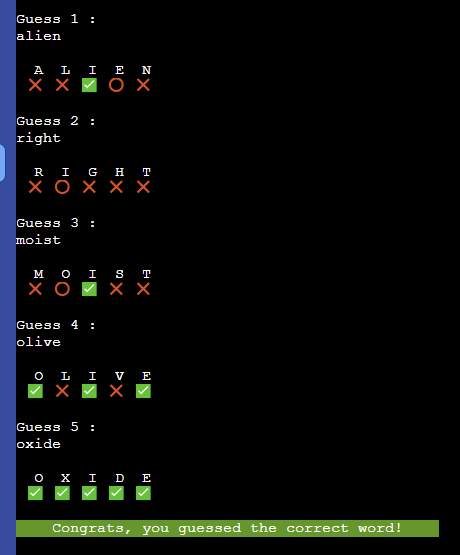 Guess 1 :
alien
A L I E N
❌ ❌ ✅ ⭕ ❌
Guess 2 :
right
R I G H T
❌ ⭕ ❌ ❌ ❌
Guess 3 :
moist
M O I S T
❌ ⭕ ✅ ❌ ❌
Guess 4 :
olive
O L I V E
✅ ❌ ✅ ❌ ✅
Guess 5 :
oxide
O X I D E
✅ ✅ ✅ ✅ ✅
Congrats, you guessed the correct word!